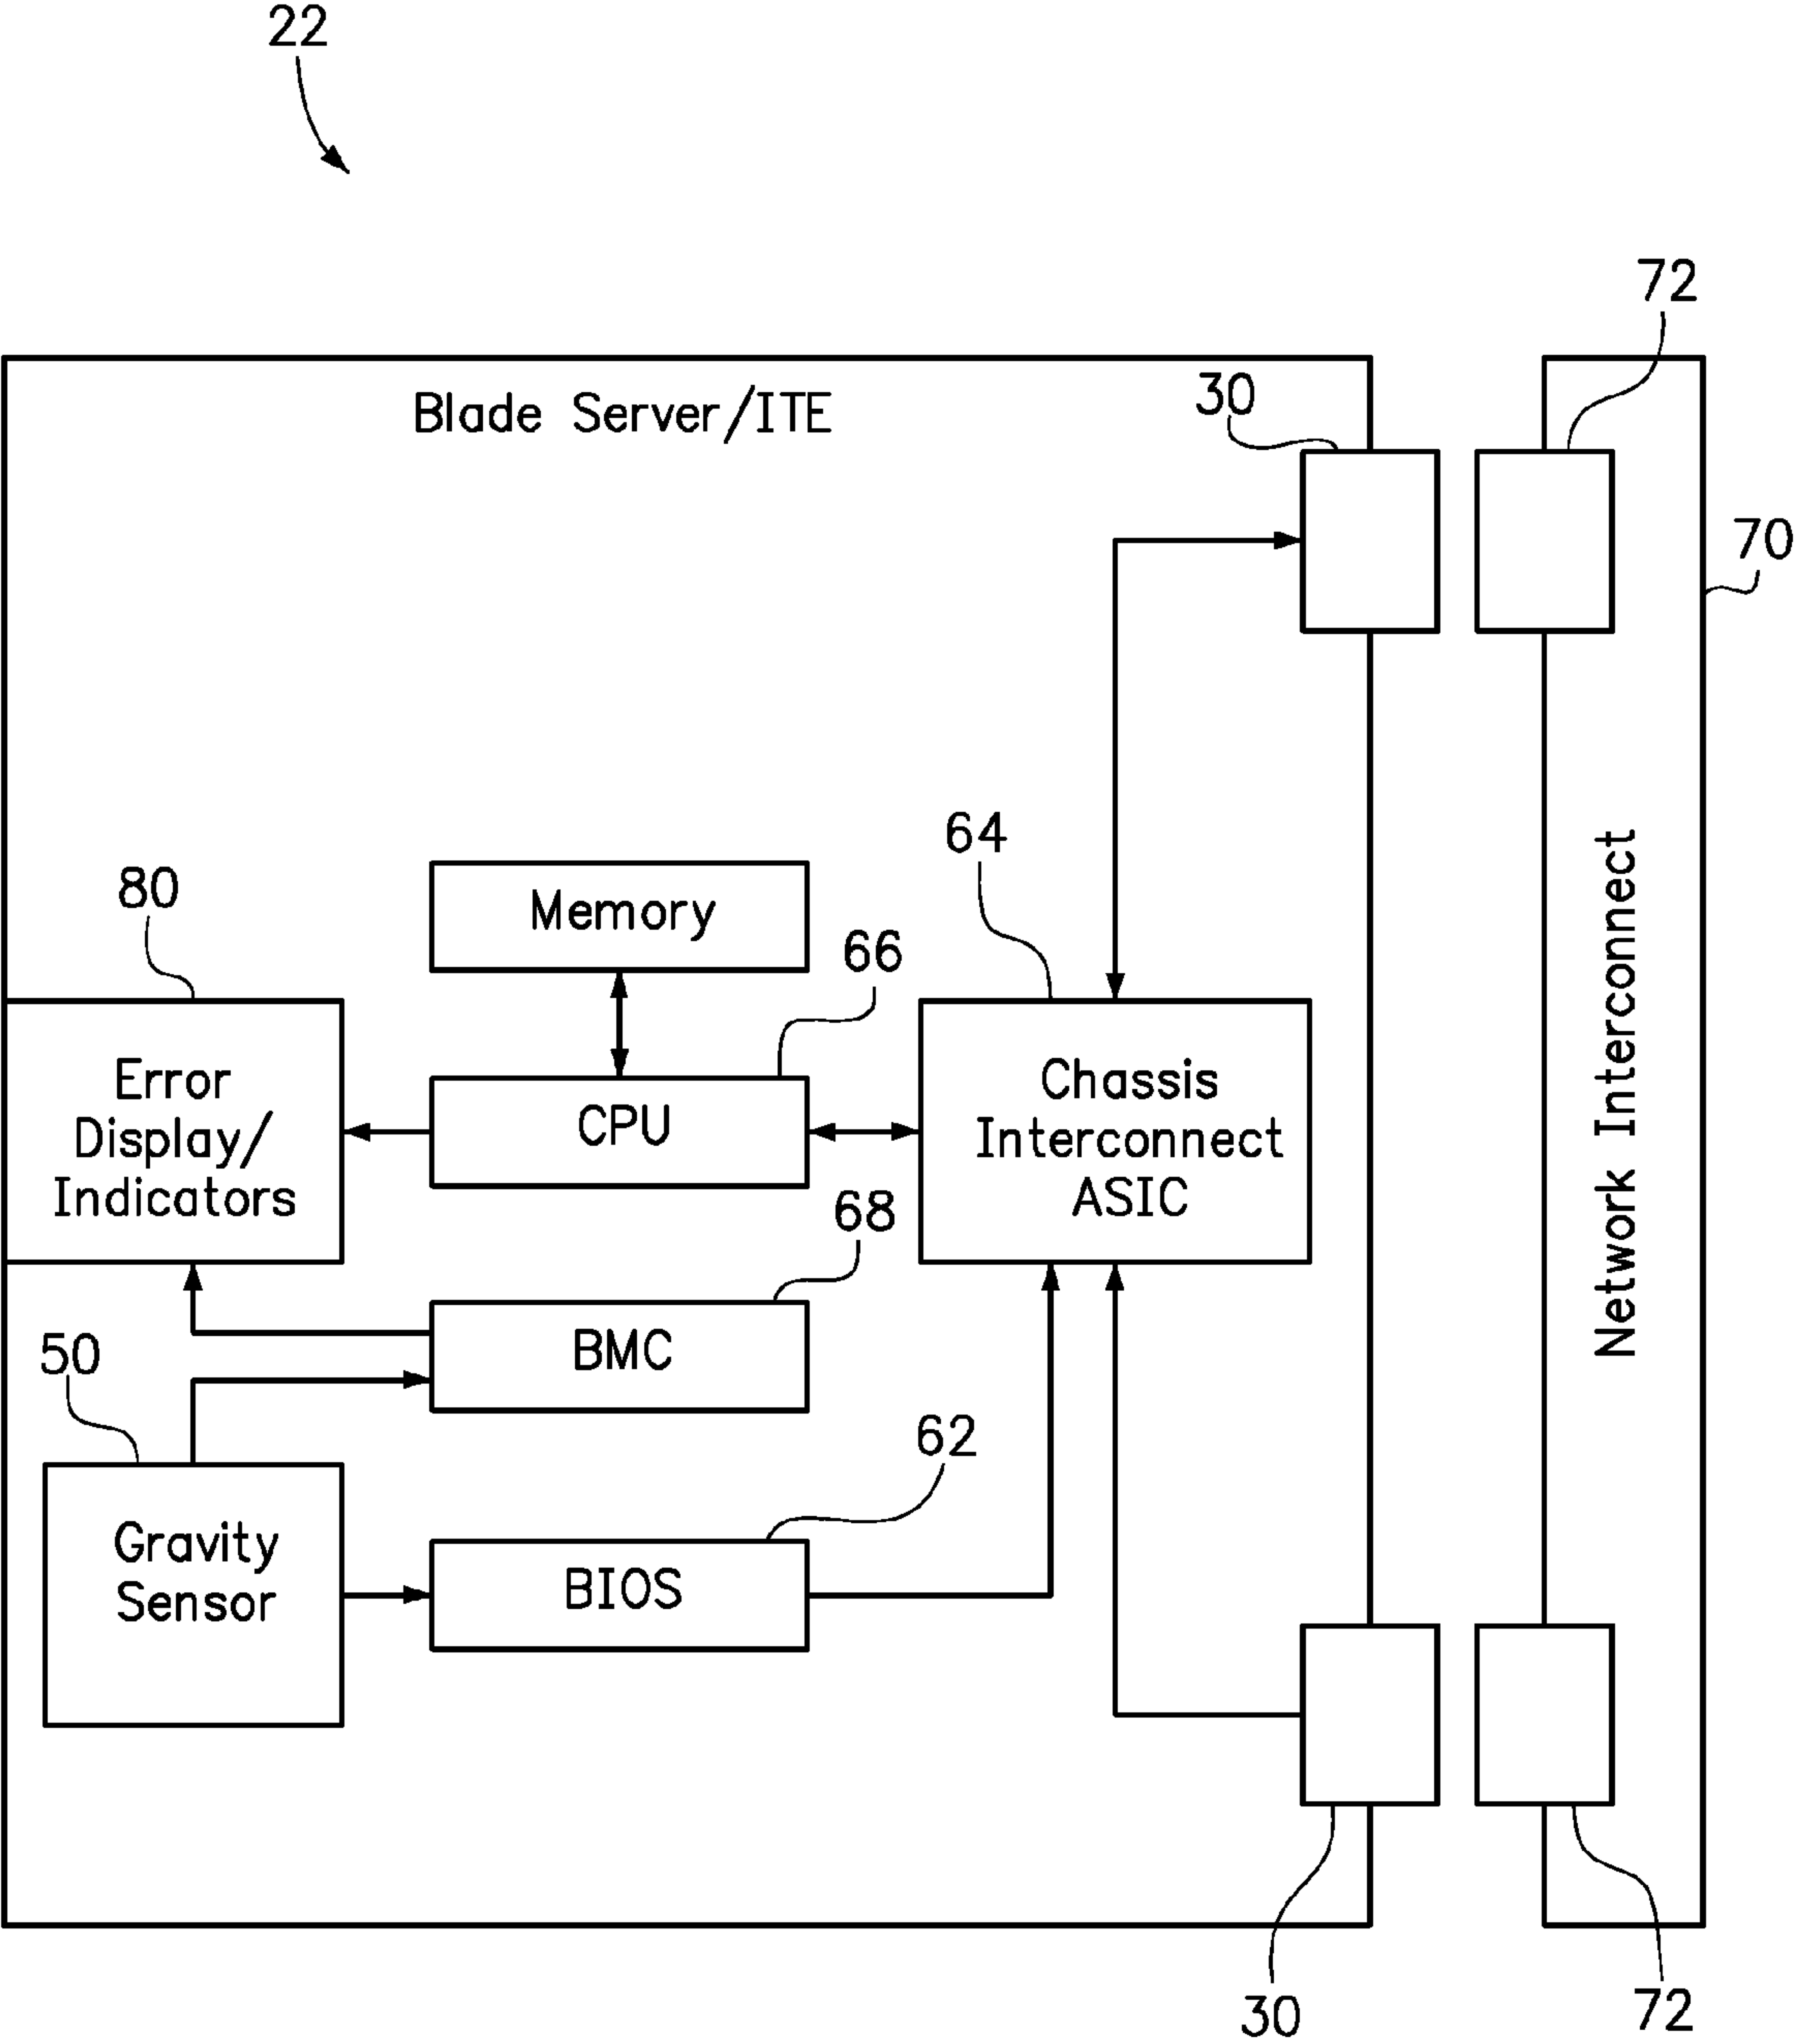 22
72
Blade Server/ITE
30
70
64
80
Memory
66
Error
Display/
Indicators
CPU
Chassis
Interconnect
ASIC
Network Interconnect
68
50
BMC
62
Gravity
Sensor
BIOS
30
72